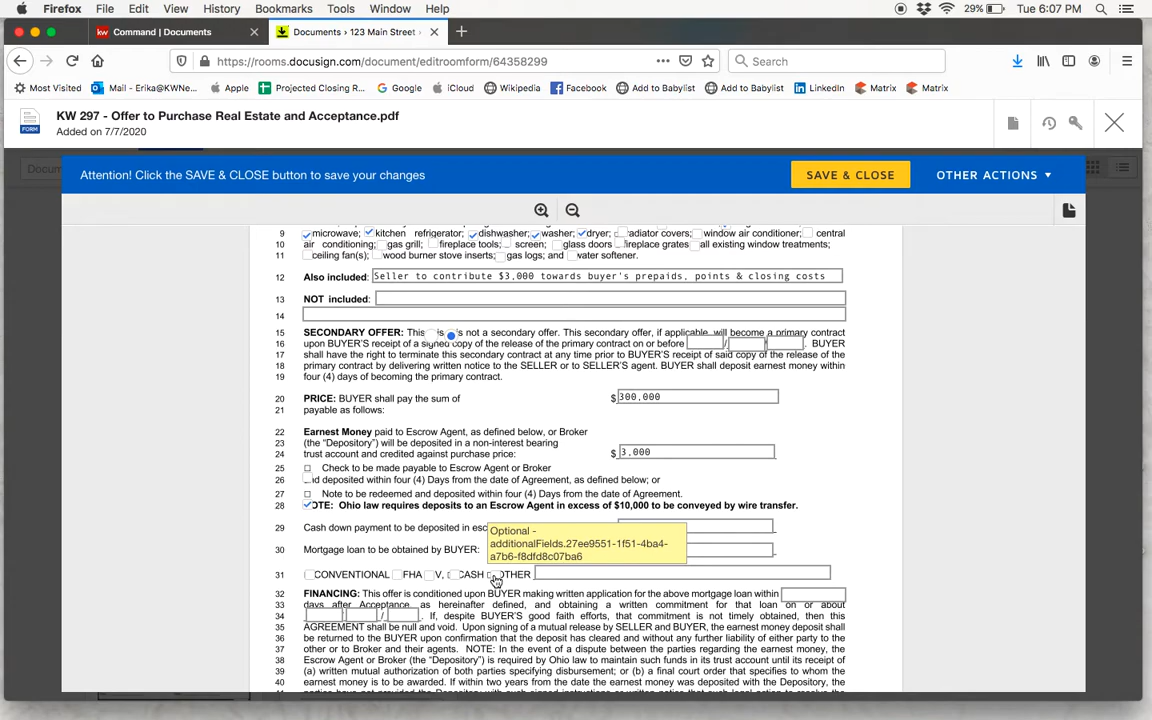 Firefox File Edit View History Bookmarks Tools Window Help 29% Tue 6:07 PM
kw Command | Documents Documents › 123 Main Street
https://rooms.docusign.com/document/editroomform/64358299 Search
Most Visited Mail - Erika@KWNe... Apple Projected Closing R... Google iCloud Wikipedia Facebook Add to Babylist Add to Babylist LinkedIn Matrix Matrix
FORM
KW 297 - Offer to Purchase Real Estate and Acceptance.pdf
Added on 7/7/2020
Attention! Click the SAVE & CLOSE button to save your changes SAVE & CLOSE OTHER ACTIONS
9 microwave; kitchen refrigerator; dishwasher; washer; dryer; radiator covers; window air conditioner; central
10 air conditioning; gas grill; fireplace tools; screen; glass doors fireplace grates all existing window treatments;
11 ceiling fan(s); wood burner stove inserts; gas logs; and water softener.
12 Also included: Seller to contribute $3,000 towards buyer's prepaids, points & closing costs
13 NOT included:
14
15 SECONDARY OFFER: This is is not a secondary offer. This secondary offer, if applicable, will become a primary contract
16 upon BUYER'S receipt of a signed copy of the release of the primary contract on or before / . BUYER
17 shall have the right to terminate this secondary contract at any time prior to BUYER'S receipt of said copy of the release of the
18 primary contract by delivering written notice to the SELLER or to SELLER'S agent. BUYER shall deposit earnest money within
19 four (4) days of becoming the primary contract.
20 PRICE: BUYER shall pay the sum of $ 300,000
21 payable as follows:
22 Earnest Money paid to Escrow Agent, as defined below, or Broker
23 (the "Depository") will be deposited in a non-interest bearing
24 trust account and credited against purchase price: $ 3,000
25 Check to be made payable to Escrow Agent or Broker
26 and deposited within four (4) Days from the date of Agreement, as defined below; or
27 Note to be redeemed and deposited within four (4) Days from the date of Agreement.
28 NOTE: Ohio law requires deposits to an Escrow Agent in excess of $10,000 to be conveyed by wire transfer.
29 Cash down payment to be deposited in esc
Optional -
additionalFields.27ee9551-1f51-4ba4-
a7b6-f8dfd8c07ba6
30 Mortgage loan to be obtained by BUYER:
31 CONVENTIONAL FHA V, CASH OTHER
32 FINANCING: This offer is conditioned upon BUYER making written application for the above mortgage loan within
33 days after Acceptance, as hereinafter defined, and obtaining a written commitment for that loan on or about
34 / . If, despite BUYER'S good faith efforts, that commitment is not timely obtained, then this
35 AGREEMENT shall be null and void. Upon signing of a mutual release by SELLER and BUYER, the earnest money deposit shall
36 be returned to the BUYER upon confirmation that the deposit has cleared and without any further liability of either party to the
37 other or to Broker and their agents. NOTE: In the event of a dispute between the parties regarding the earnest money, the
38 Escrow Agent or Broker (the "Depository") is required by Ohio law to maintain such funds in its trust account until its receipt of
39 (a) written mutual authorization of both parties specifying disbursement; or (b) a final court order that specifies to whom the
40 earnest money is to be awarded. If within two years from the date the earnest money was deposited with the Depository, the